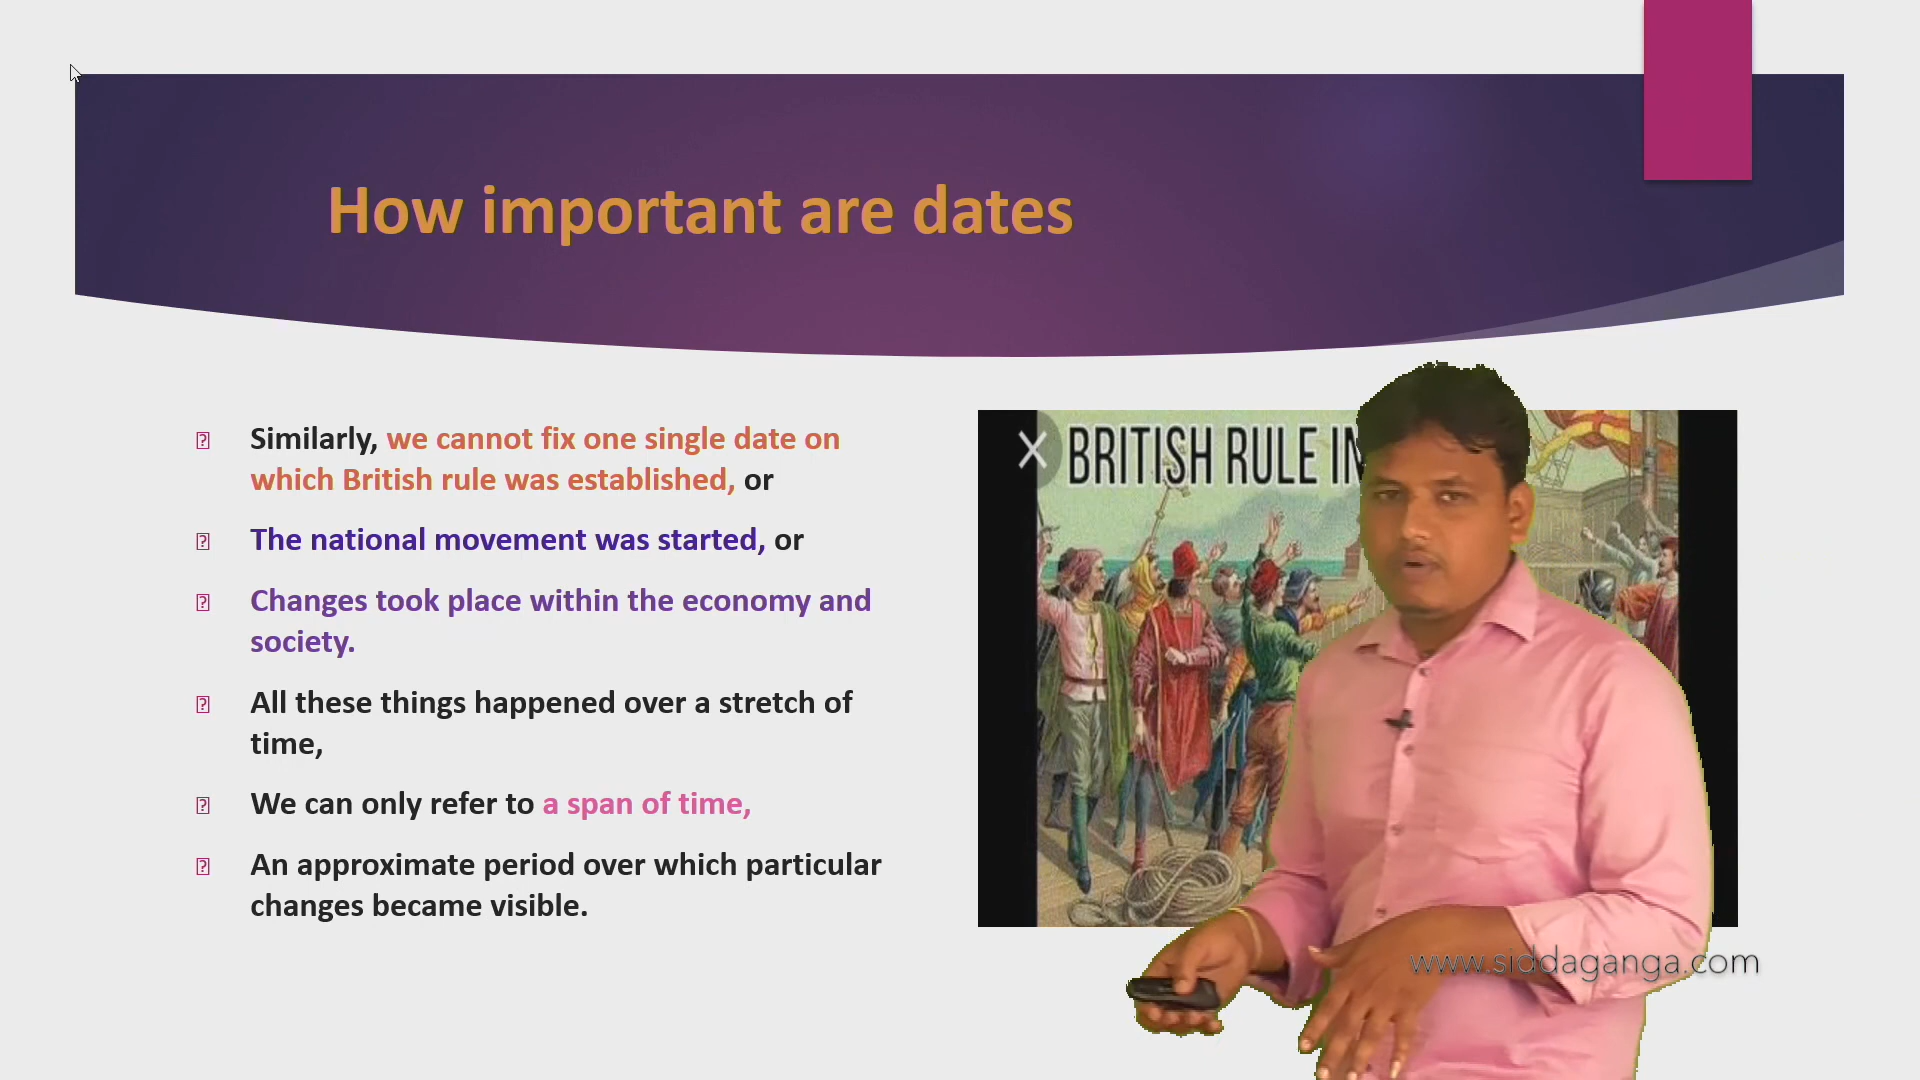 How important are dates
Similarly, we cannot fix one single date on
which British rule was established, or
The national movement was started, or
Changes took place within the economy and
society.
All these things happened over a stretch of
time,
We can only refer to a span of time,
An approximate period over which particular
changes became visible.
BRITISH RULE IN
www.siddaganga.com